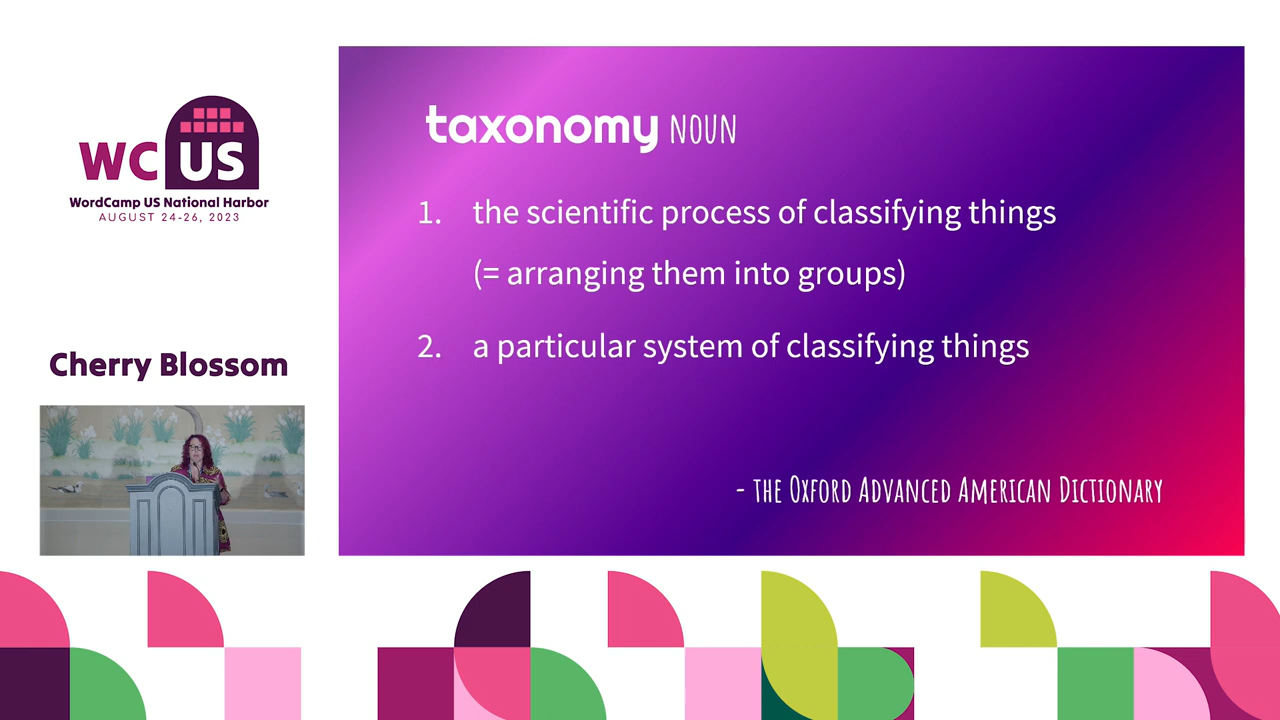 WC US
WordCamp US National Harbor
AUGUST 24-26, 2023
Cherry Blossom
taxonomy NOUN
1. the scientific process of classifying things
(= arranging them into groups)
2. a particular system of classifying things
- the Oxford Advanced American Dictionary